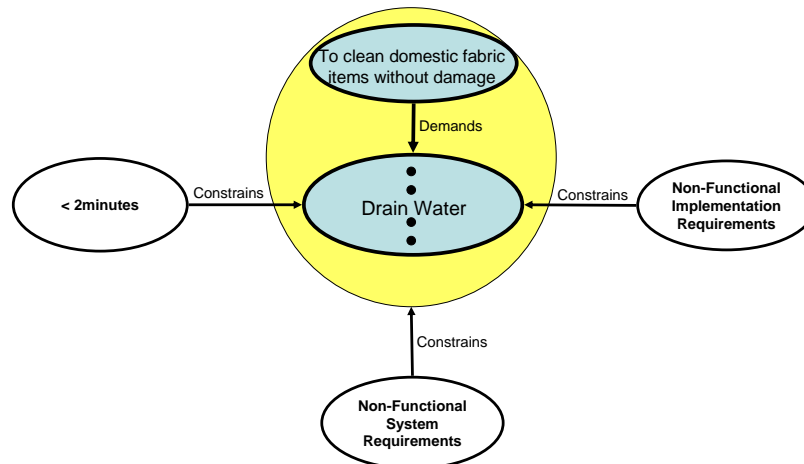 To clean domestic fabric
items without damage
Demands
< 2minutes
Constrains
Drain Water
Constrains
Non-Functional
Implementation
Requirements
Constrains
Non-Functional
System
Requirements